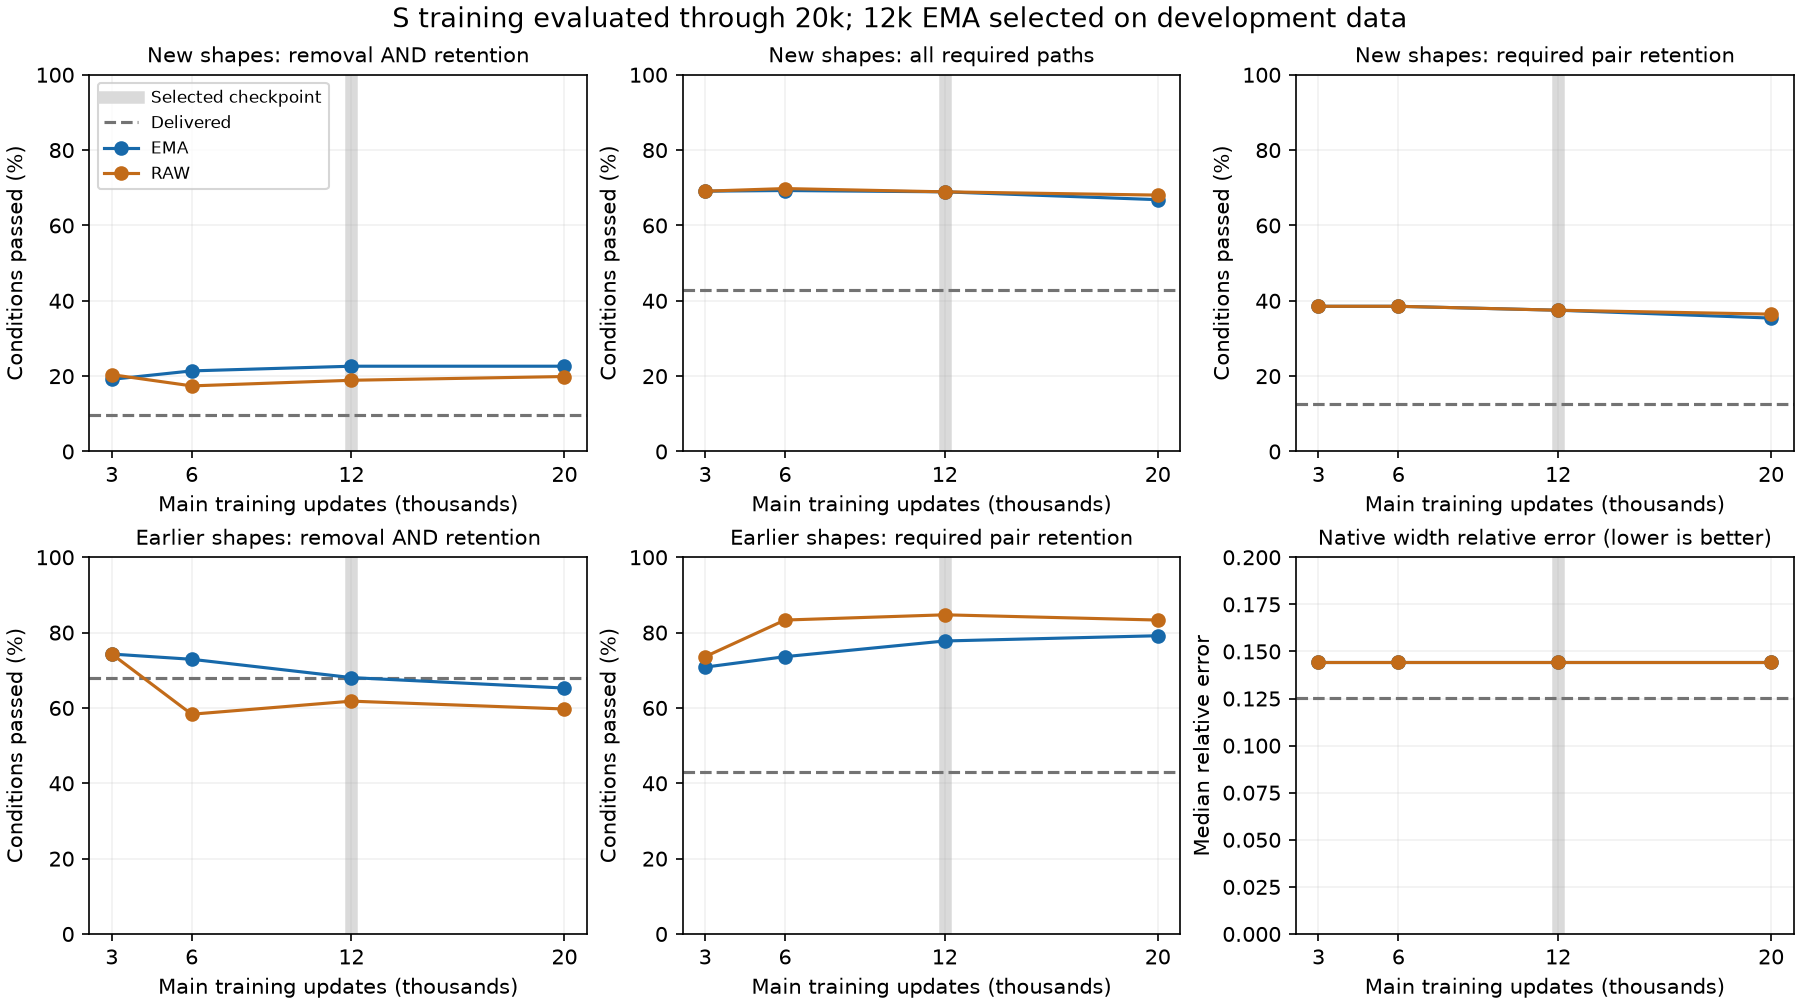 S training evaluated through 20k; 12k EMA selected on development data
New shapes: removal AND retention
Conditions passed (%)
100
80
60
40
20
0
Selected checkpoint
Delivered
EMA
RAW
3 6 12 20
Main training updates (thousands)
New shapes: all required paths
Conditions passed (%)
100
80
60
40
20
0
3 6 12 20
Main training updates (thousands)
New shapes: required pair retention
Conditions passed (%)
100
80
60
40
20
0
3 6 12 20
Main training updates (thousands)
Earlier shapes: removal AND retention
Conditions passed (%)
100
80
60
40
20
0
3 6 12 20
Main training updates (thousands)
Earlier shapes: required pair retention
Conditions passed (%)
100
80
60
40
20
0
3 6 12 20
Main training updates (thousands)
Native width relative error (lower is better)
Median relative error
0.200
0.175
0.150
0.125
0.100
0.075
0.050
0.025
0.000
3 6 12 20
Main training updates (thousands)